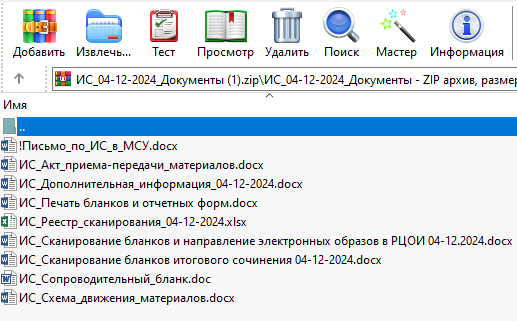 Добавить Извлечь... Тест Просмотр Удалить Поиск Мастер Информация
ИС_04-12-2024_Документы (1).zip\ИС_04-12-2024_Документы - ZIP архив, размер
Имя
..
!Письмо_по_ИС_в_МСУ.docx
ИС_Акт_приема-передачи_материалов.docx
ИС_Дополнительная_информация_04-12-2024.docx
ИС_Печать бланков и отчетных форм.docx
ИС_Реестр_сканирования_04-12-2024.xlsx
ИС_Сканирование бланков и направление электронных образов в РЦОИ 04-12.2024.docx
ИС_Сканирование бланков итогового сочинения 04-12-2024.docx
ИС_Сопроводительный_бланк.doc
ИС_Схема_движения_материалов.docx